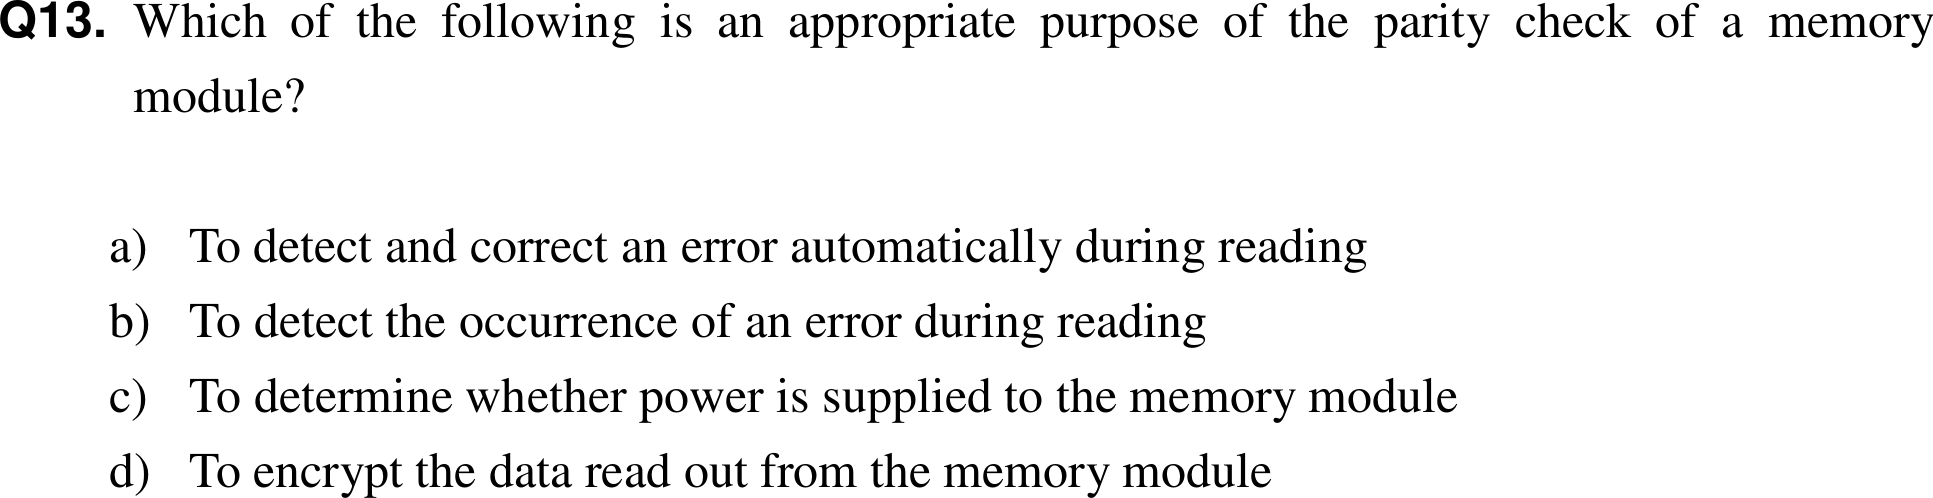 Q13. Which of the following is an appropriate purpose of the parity check of a memory
module?
a) To detect and correct an error automatically during reading
b) To detect the occurrence of an error during reading
c) To determine whether power is supplied to the memory module
d) To encrypt the data read out from the memory module